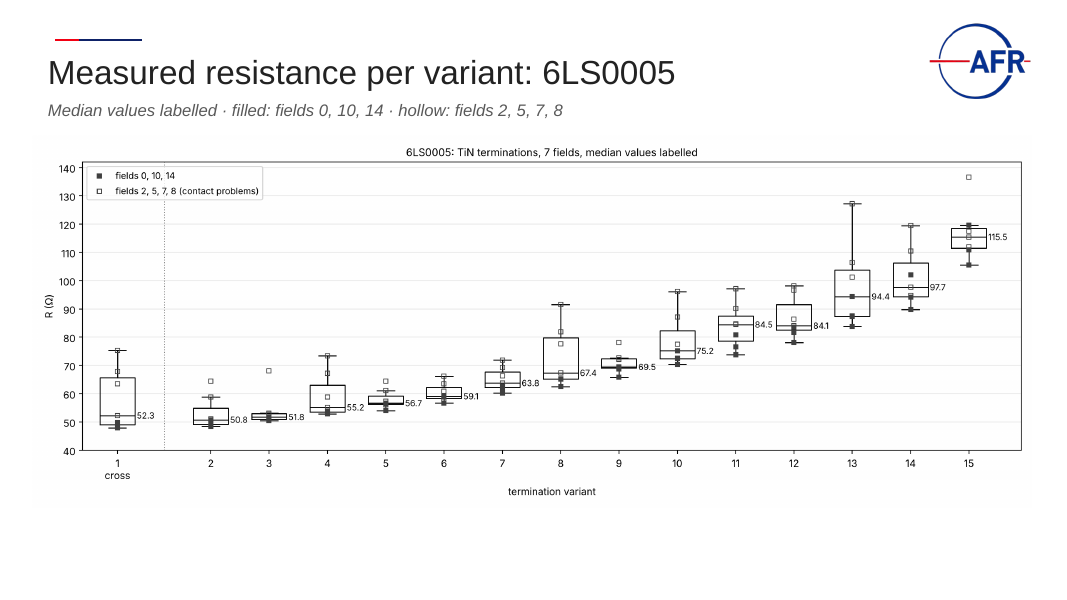 AFR
Measured resistance per variant: 6LS0005
Median values labelled · filled: fields 0, 10, 14 · hollow: fields 2, 5, 7, 8
6LS0005: TiN terminations, 7 fields, median values labelled
fields 0, 10, 14
fields 2, 5, 7, 8 (contact problems)
R (Ω)
140
130
120
110
100
90
80
70
60
50
40
52.3
50.8
51.8
55.2
56.7
59.1
63.8
67.4
69.5
75.2
84.5
84.1
94.4
97.7
115.5
1 2 3 4 5 6 7 8 9 10 11 12 13 14 15
cross
termination variant